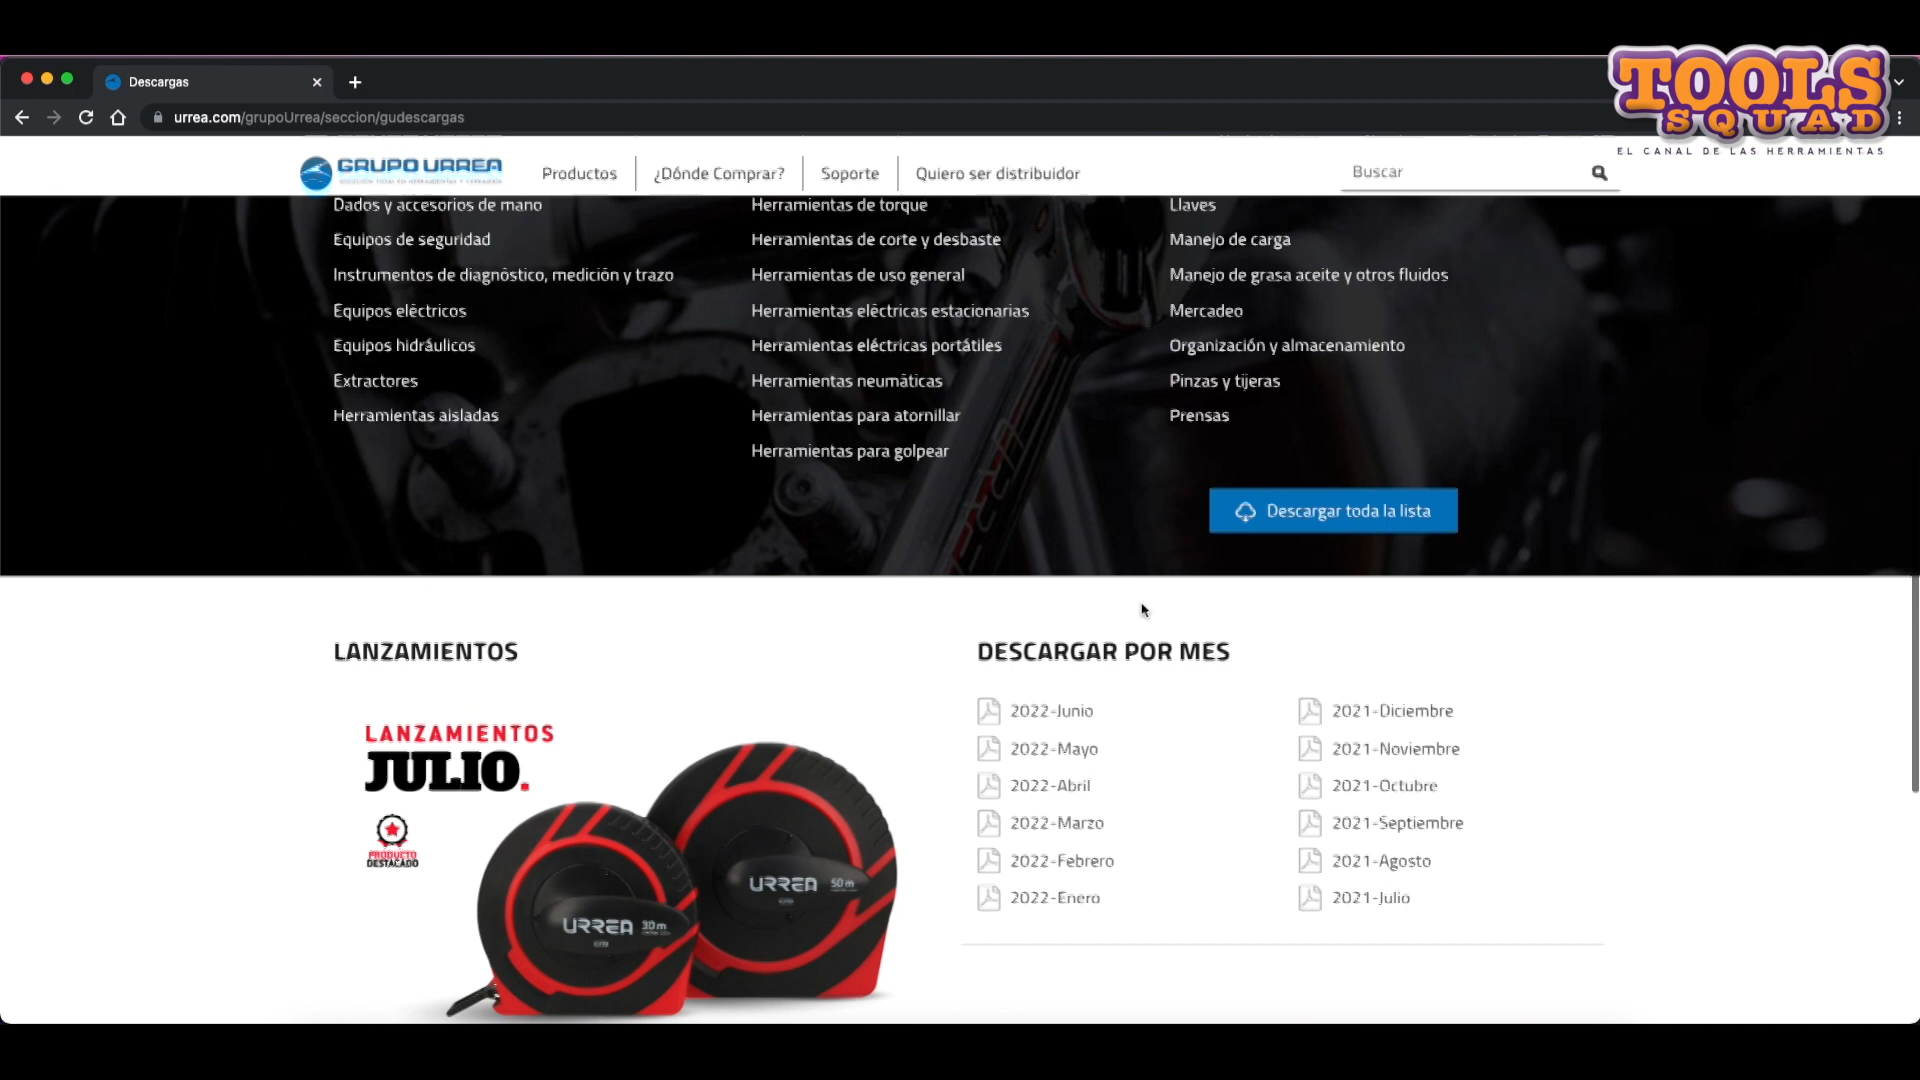 Descargas
urrea.com/grupoUrrea/seccion/gudescargas
TOOLS
SQUAD
EL CANAL DE LAS HERRAMIENTAS
GRUPO URREA
Productos
¿Dónde Comprar?
Soporte
Quiero ser distribuidor
Buscar
Dados y accesorios de mano
Equipos de seguridad
Instrumentos de diagnóstico, medición y trazo
Equipos eléctricos
Equipos hidráulicos
Extractores
Herramientas aisladas
Herramientas de torque
Herramientas de corte y desbaste
Herramientas de uso general
Herramientas eléctricas estacionarias
Herramientas eléctricas portátiles
Herramientas neumáticas
Herramientas para atornillar
Herramientas para golpear
Llaves
Manejo de carga
Manejo de grasa aceite y otros fluidos
Mercadeo
Organización y almacenamiento
Pinzas y tijeras
Prensas
Descargar toda la lista
LANZAMIENTOS
LANZAMIENTOS
JULIO.
PRODUCTO
DESTACADO
URREA 30m
URREA 50m
DESCARGAR POR MES
2022-Junio
2022-Mayo
2022-Abril
2022-Marzo
2022-Febrero
2022-Enero
2021-Diciembre
2021-Noviembre
2021-Octubre
2021-Septiembre
2021-Agosto
2021-Julio